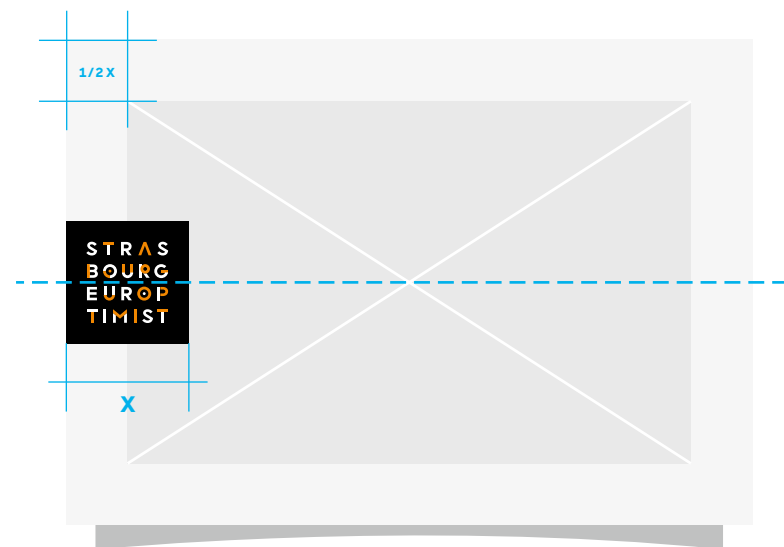 1/2 X
STRAS
BOURG
EUROP
TIMIST
X